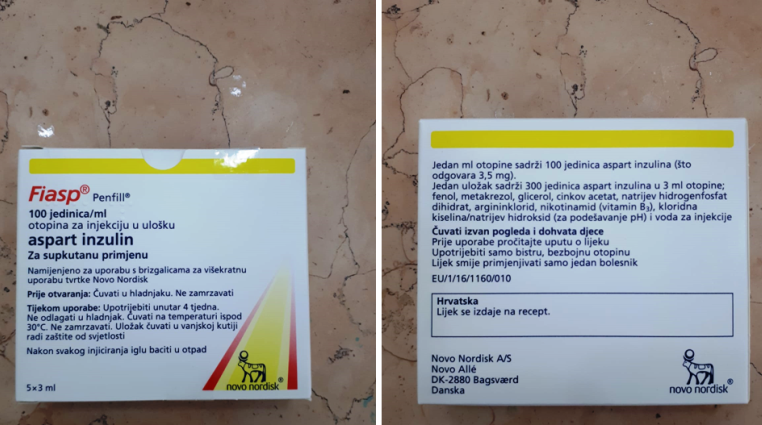 Fiasp® Penfill®
100 jedinica/ml
otopina za injekciju u ulošku
aspart inzulin
Za supkutanu primjenu
Namijenjeno za uporabu s brizgalicama za višekratnu
uporabu tvrtke Novo Nordisk
Prije otvaranja: Čuvati u hladnjaku. Ne zamrzavati
Tijekom uporabe: Upotrijebiti unutar 4 tjedna.
Ne odlagati u hladnjak. Čuvati na temperaturi ispod
30°C. Ne zamrzavati. Uložak čuvati u vanjskoj kutiji
radi zaštite od svjetlosti
Nakon svakog injiciranja iglu baciti u otpad
5x3 ml
novo nordisk®
Jedan ml otopine sadrži 100 jedinica aspart inzulina (što
odgovara 3,5 mg).
Jedan uložak sadrži 300 jedinica aspart inzulina u 3 ml otopine;
fenol, metakrezol, glicerol, cinkov acetat, natrijev hidrogenfosfat
dihidrat, argininklorid, nikotinamid (vitamin B₃), kloridna
kiselina/natrijev hidroksid (za podešavanje pH) i voda za injekcije
Čuvati izvan pogleda i dohvata djece
Prije uporabe pročitajte uputu o lijeku
Upotrijebiti samo bistru, bezbojnu otopinu
Lijek smije primjenjivati samo jedan bolesnik
EU/1/16/1160/010
Hrvatska
Lijek se izdaje na recept.
Novo Nordisk A/S
Novo Allé
DK-2880 Bagsværd
Danska
novo nordisk®